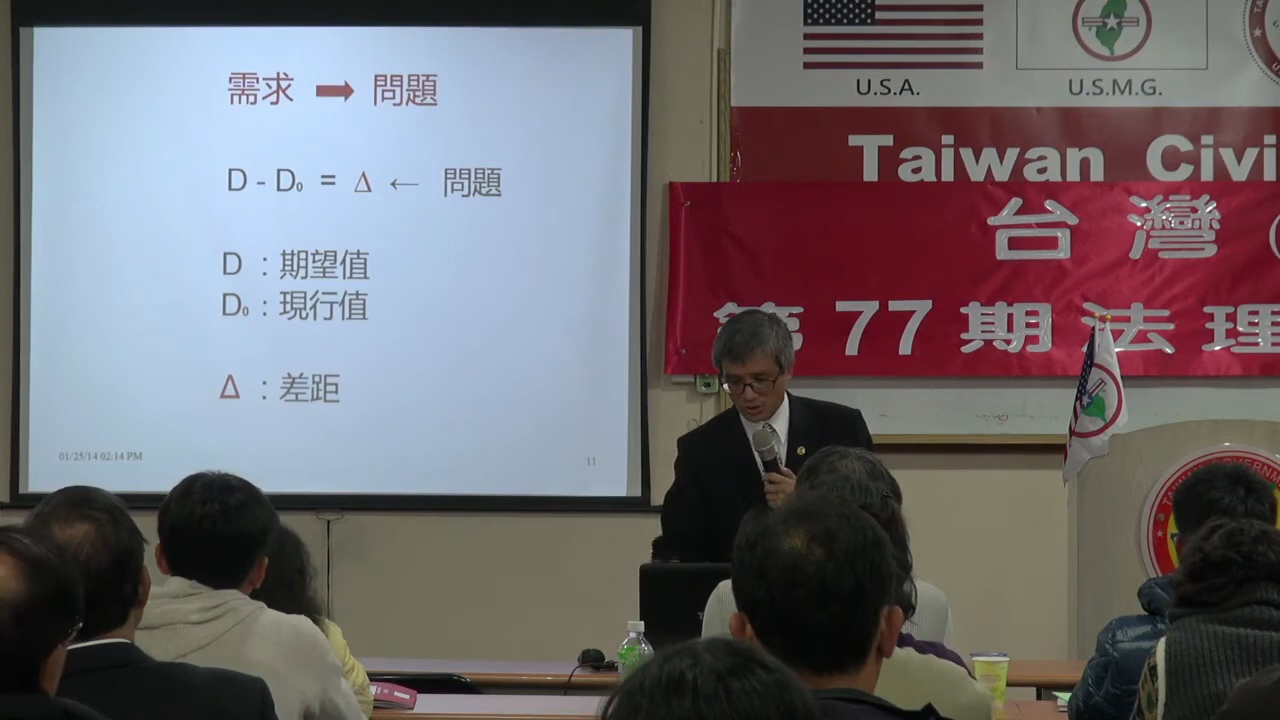 需求 ➡ 問題
D - D₀ = Δ ← 問題
D : 期望值
D₀ : 現行值
Δ : 差距
01/25/14 02:14 PM
11
U.S.A.
U.S.M.G.
Taiwan Civi
台灣
第77期法理